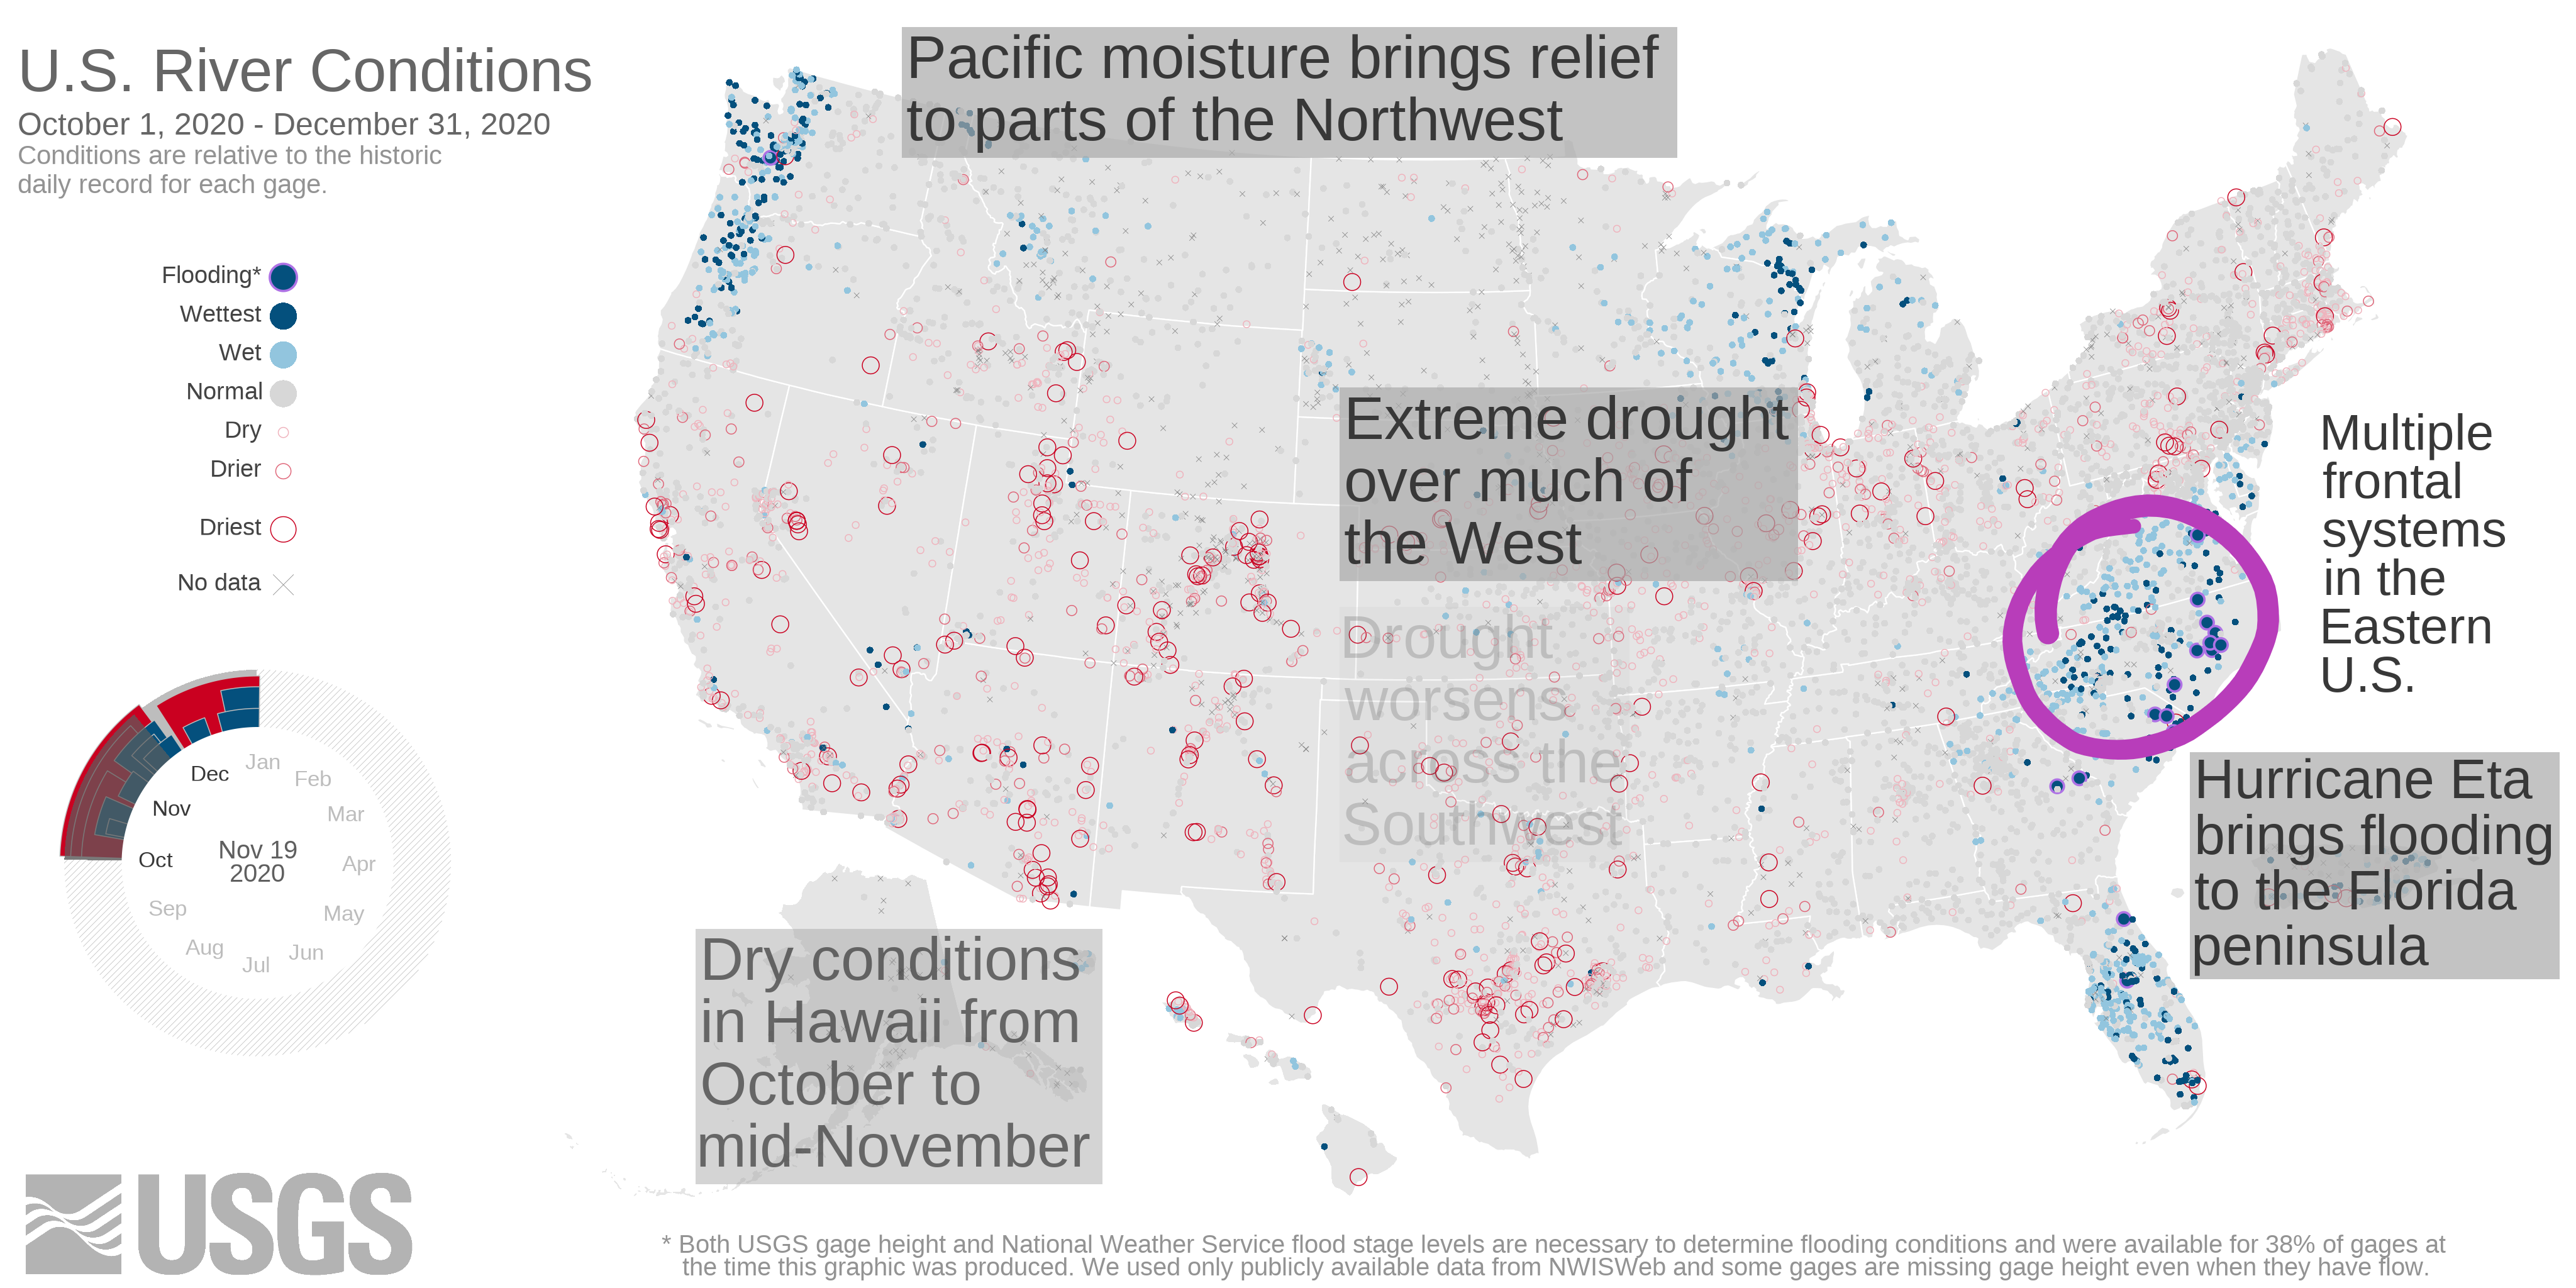 U.S. River Conditions
October 1, 2020 - December 31, 2020
Conditions are relative to the historic
daily record for each gage.
Flooding*
Wettest
Wet
Normal
Dry
Drier
Driest
No data
Jan
Feb
Mar
Apr
May
Jun
Jul
Aug
Sep
Oct
Nov
Dec
Nov 19
2020
USGS
Pacific moisture brings relief
to parts of the Northwest
Extreme drought
over much of
the West
Drought
worsens
across the
Southwest
Multiple
frontal
systems
in the
Eastern
U.S.
Hurricane Eta
brings flooding
to the Florida
peninsula
Dry conditions
in Hawaii from
October to
mid-November
* Both USGS gage height and National Weather Service flood stage levels are necessary to determine flooding conditions and were available for 38% of gages at
the time this graphic was produced. We used only publicly available data from NWISWeb and some gages are missing gage height even when they have flow.